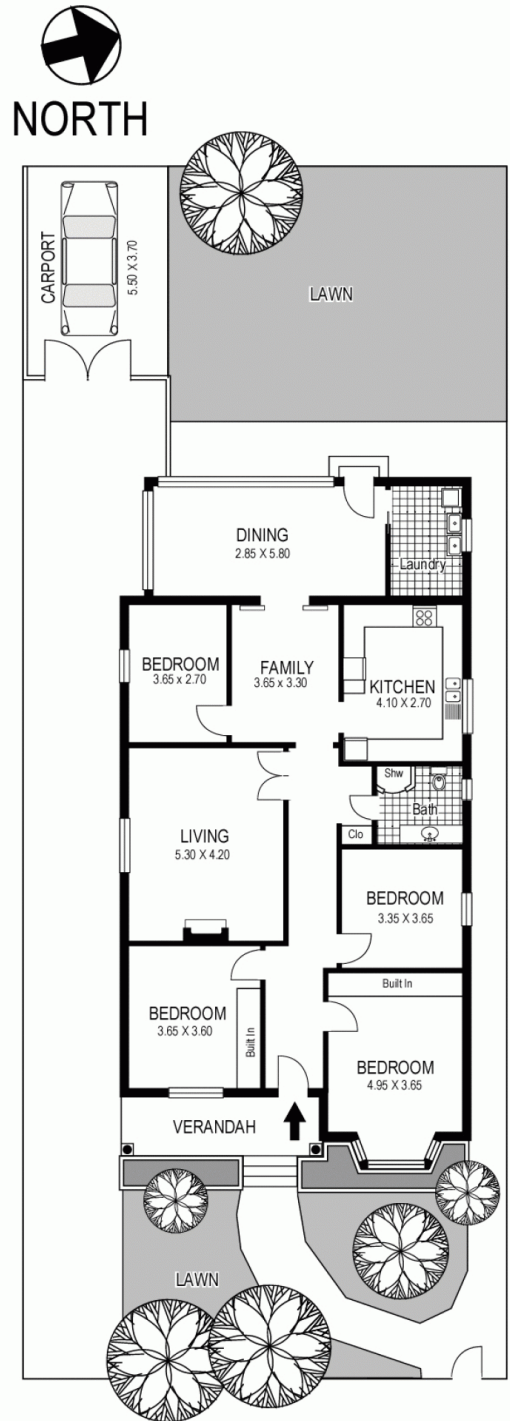 NORTH
CARPORT
5.50 X 3.70
LAWN
DINING
2.85 X 5.80
Laundry
BEDROOM
3.65 x 2.70
FAMILY
3.65 x 3.30
KITCHEN
4.10 X 2.70
Shw
Bath
Clo
LIVING
5.30 X 4.20
BEDROOM
3.35 X 3.65
Built In
BEDROOM
3.65 X 3.60
Built In
BEDROOM
4.95 X 3.65
VERANDAH
LAWN